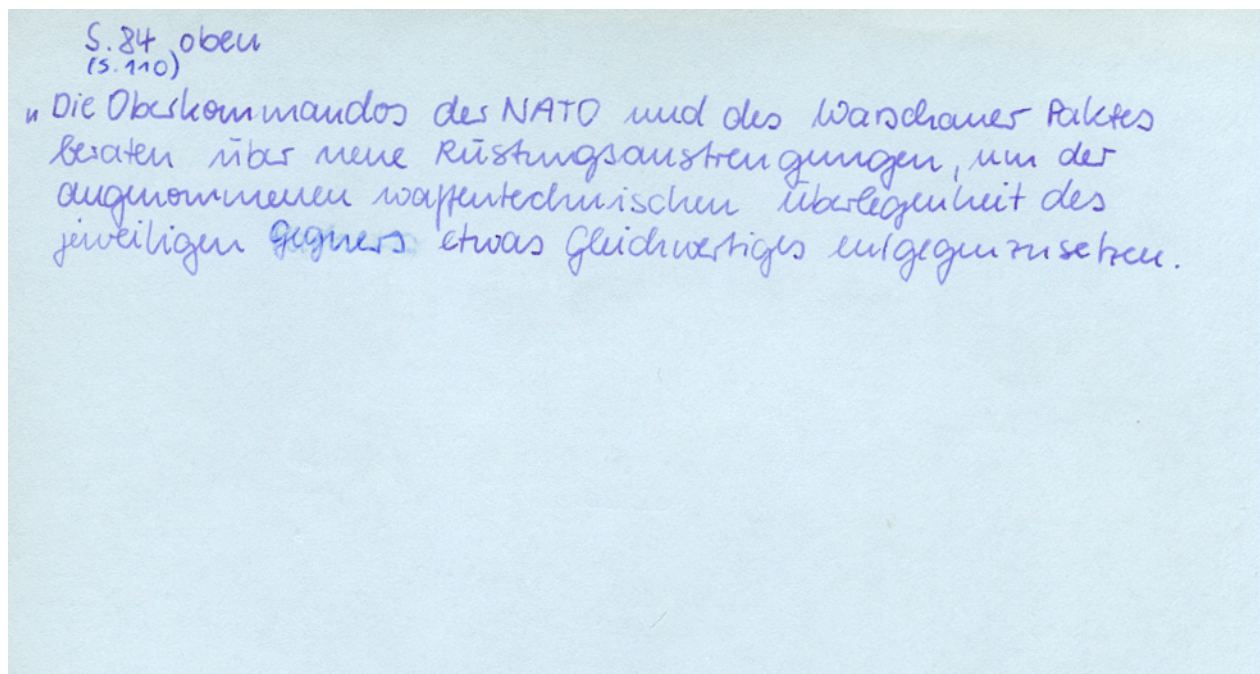 S. 84 oben
(S. 110)
"Die Oberkommandos der NATO und des Warschauer Paktes
beraten über neue Rüstungsanstrengungen, um der
angenommenen waffentechnischen Überlegenheit des
jeweiligen Gegners etwas Gleichwertiges entgegenzusetzen.